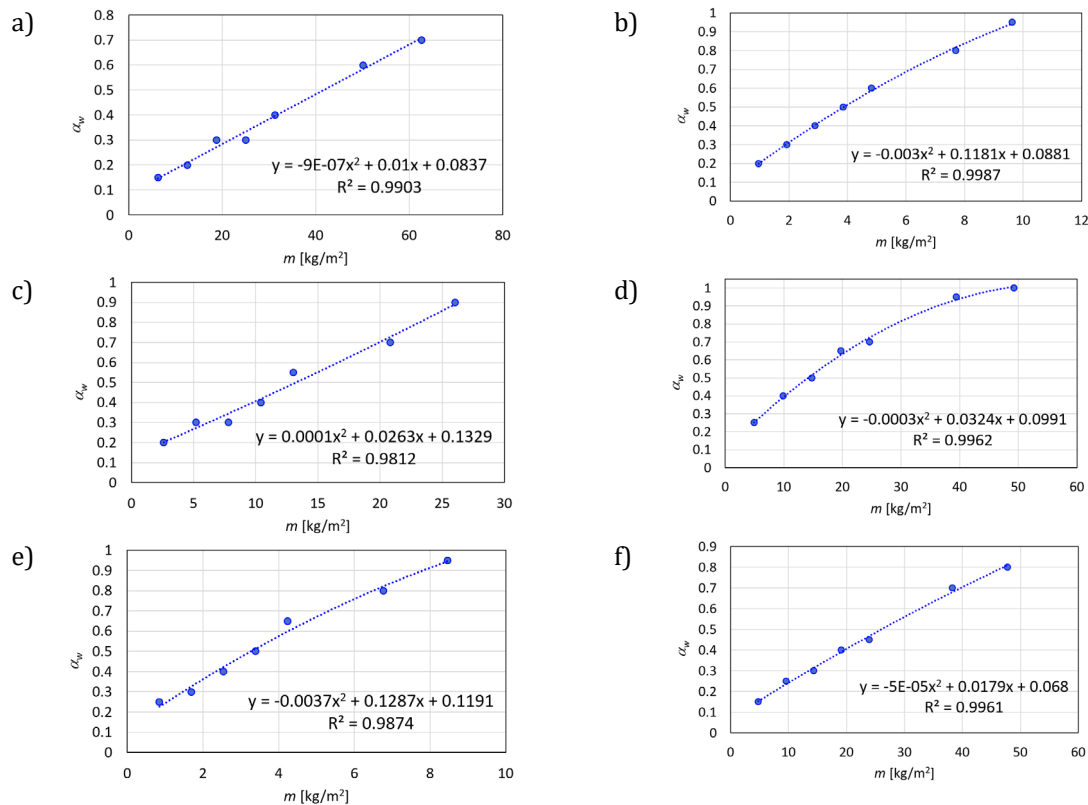 a)
0.8
0.7
0.6
0.5
0.4
0.3
0.2
0.1
0
αw
y = -9E-07x² + 0.01x + 0.0837
R² = 0.9903
0 20 40 60 80
m [kg/m²]
b)
1
0.9
0.8
0.7
0.6
0.5
0.4
0.3
0.2
0.1
0
αw
y = -0.003x² + 0.1181x + 0.0881
R² = 0.9987
0 2 4 6 8 10 12
m [kg/m²]
c)
1
0.9
0.8
0.7
0.6
0.5
0.4
0.3
0.2
0.1
0
αw
y = 0.0001x² + 0.0263x + 0.1329
R² = 0.9812
0 5 10 15 20 25 30
m [kg/m²]
d)
1
0.9
0.8
0.7
0.6
0.5
0.4
0.3
0.2
0.1
0
αw
y = -0.0003x² + 0.0324x + 0.0991
R² = 0.9962
0 10 20 30 40 50 60
m [kg/m²]
e)
1
0.9
0.8
0.7
0.6
0.5
0.4
0.3
0.2
0.1
0
αw
y = -0.0037x² + 0.1287x + 0.1191
R² = 0.9874
0 2 4 6 8 10
m [kg/m²]
f)
0.9
0.8
0.7
0.6
0.5
0.4
0.3
0.2
0.1
0
αw
y = -5E-05x² + 0.0179x + 0.068
R² = 0.9961
0 10 20 30 40 50 60
m [kg/m²]